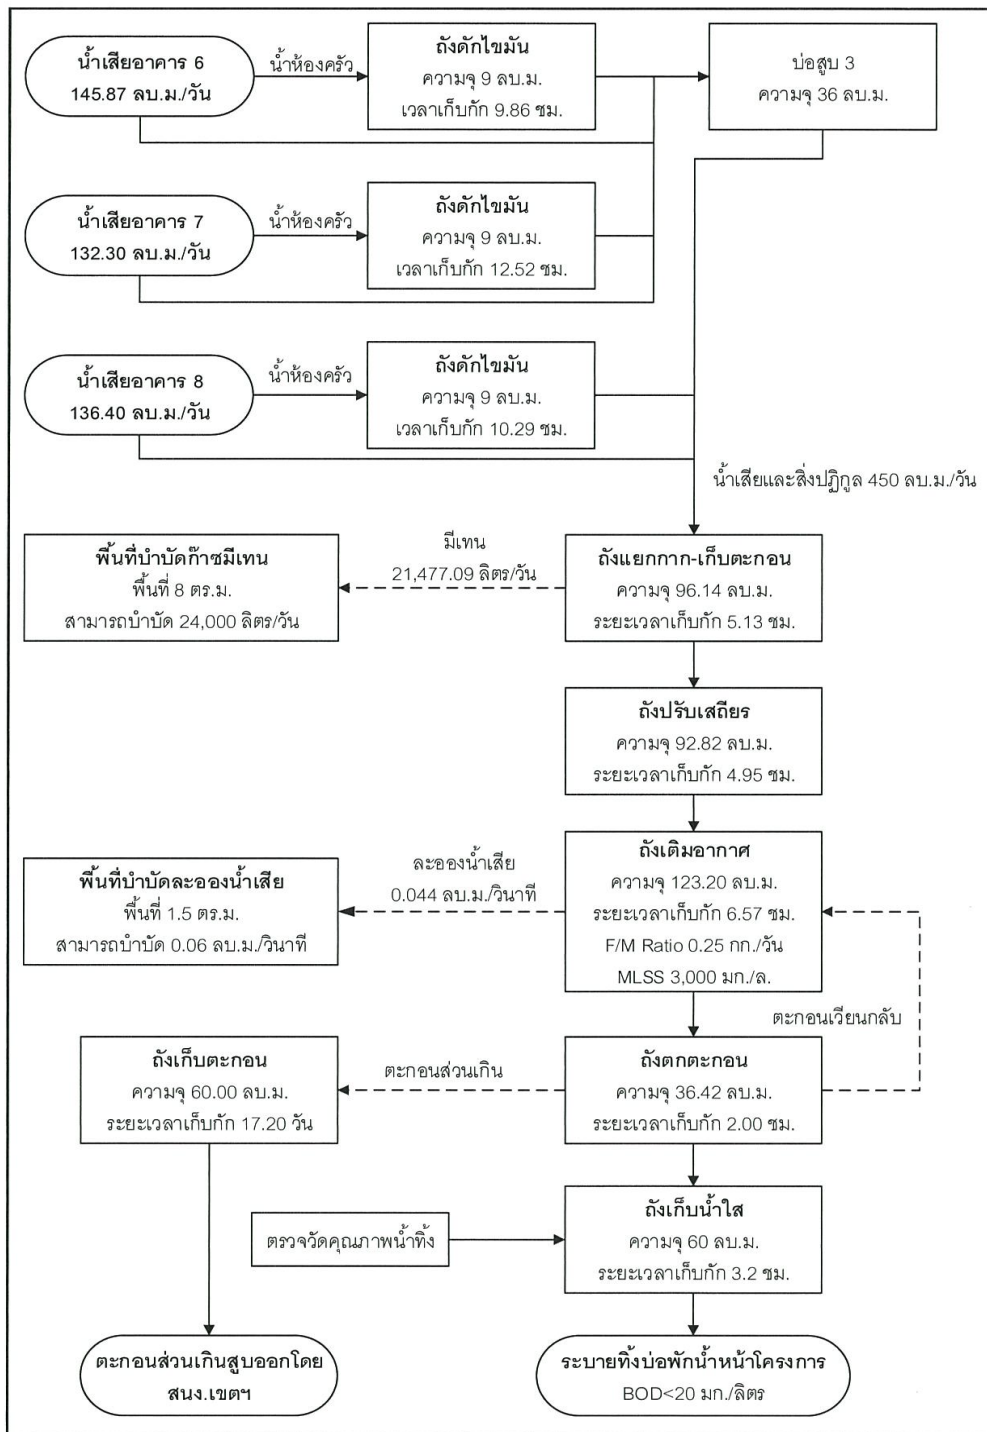 น้ำเสียอาคาร 6
145.87 ลบ.ม./วัน
น้ำห้องครัว
ถังดักไขมัน
ความจุ 9 ลบ.ม.
เวลาเก็บกัก 9.86 ชม.
บ่อสูบ 3
ความจุ 36 ลบ.ม.
น้ำเสียอาคาร 7
132.30 ลบ.ม./วัน
น้ำห้องครัว
ถังดักไขมัน
ความจุ 9 ลบ.ม.
เวลาเก็บกัก 12.52 ชม.
น้ำเสียอาคาร 8
136.40 ลบ.ม./วัน
น้ำห้องครัว
ถังดักไขมัน
ความจุ 9 ลบ.ม.
เวลาเก็บกัก 10.29 ชม.
น้ำเสียและสิ่งปฏิกูล 450 ลบ.ม./วัน
พื้นที่บำบัดก๊าซมีเทน
พื้นที่ 8 ตร.ม.
สามารถบำบัด 24,000 ลิตร/วัน
มีเทน
21,477.09 ลิตร/วัน
ถังแยกกาก-เก็บตะกอน
ความจุ 96.14 ลบ.ม.
ระยะเวลาเก็บกัก 5.13 ชม.
ถังปรับเสถียร
ความจุ 92.82 ลบ.ม.
ระยะเวลาเก็บกัก 4.95 ชม.
พื้นที่บำบัดละอองน้ำเสีย
พื้นที่ 1.5 ตร.ม.
สามารถบำบัด 0.06 ลบ.ม./วินาที
ละอองน้ำเสีย
0.044 ลบ.ม./วินาที
ถังเติมอากาศ
ความจุ 123.20 ลบ.ม.
ระยะเวลาเก็บกัก 6.57 ชม.
F/M Ratio 0.25 กก./วัน
MLSS 3,000 มก./ล.
ตะกอนเวียนกลับ
ถังเก็บตะกอน
ความจุ 60.00 ลบ.ม.
ระยะเวลาเก็บกัก 17.20 วัน
ตะกอนส่วนเกิน
ถังตกตะกอน
ความจุ 36.42 ลบ.ม.
ระยะเวลาเก็บกัก 2.00 ชม.
ตรวจวัดคุณภาพน้ำทิ้ง
ถังเก็บน้ำใส
ความจุ 60 ลบ.ม.
ระยะเวลาเก็บกัก 3.2 ชม.
ตะกอนส่วนเกินสูบออกโดย
สนง.เขตฯ
ระบายทิ้งบ่อพักน้ำหน้าโครงการ
BOD<20 มก./ลิตร